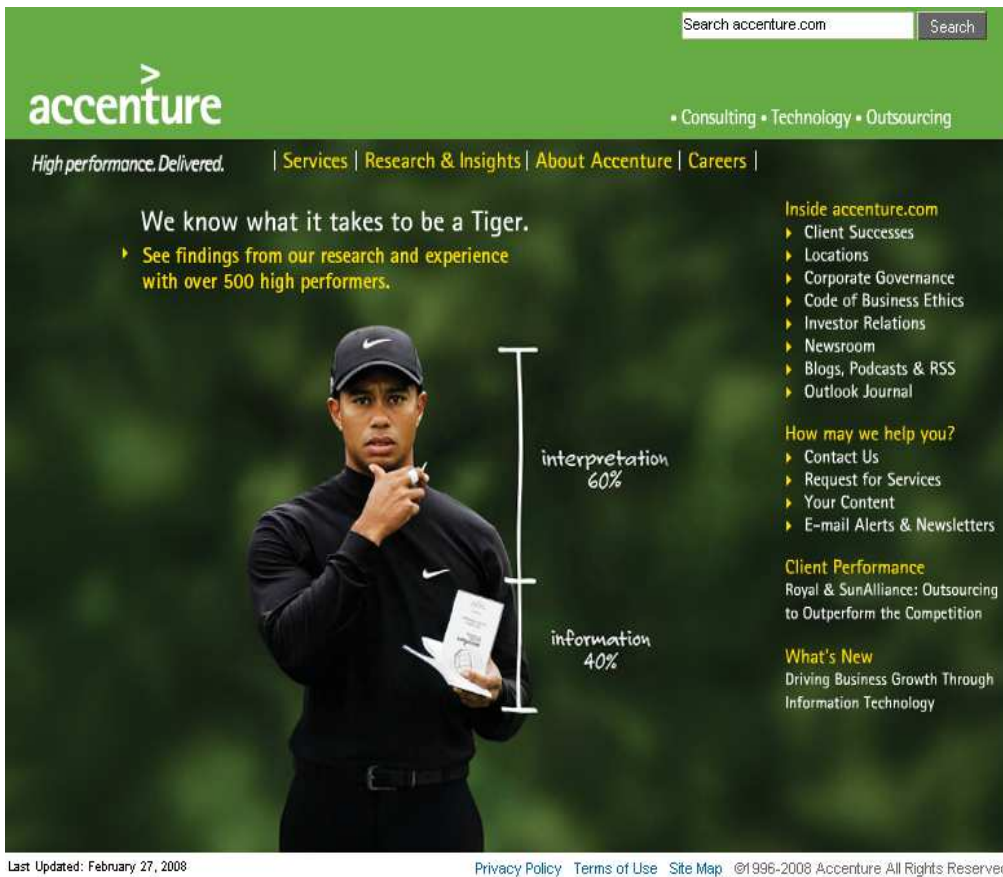 Search accenture.com
Search
>
accenture
• Consulting • Technology • Outsourcing
High performance. Delivered.
| Services | Research & Insights | About Accenture | Careers |
We know what it takes to be a Tiger.
See findings from our research and experience
with over 500 high performers.
interpretation
60%
information
40%
Inside accenture.com
Client Successes
Locations
Corporate Governance
Code of Business Ethics
Investor Relations
Newsroom
Blogs, Podcasts & RSS
Outlook Journal
How may we help you?
Contact Us
Request for Services
Your Content
E-mail Alerts & Newsletters
Client Performance
Royal & SunAlliance: Outsourcing
to Outperform the Competition
What's New
Driving Business Growth Through
Information Technology
Last Updated: February 27, 2008
Privacy Policy Terms of Use Site Map ©1996-2008 Accenture All Rights Reserve